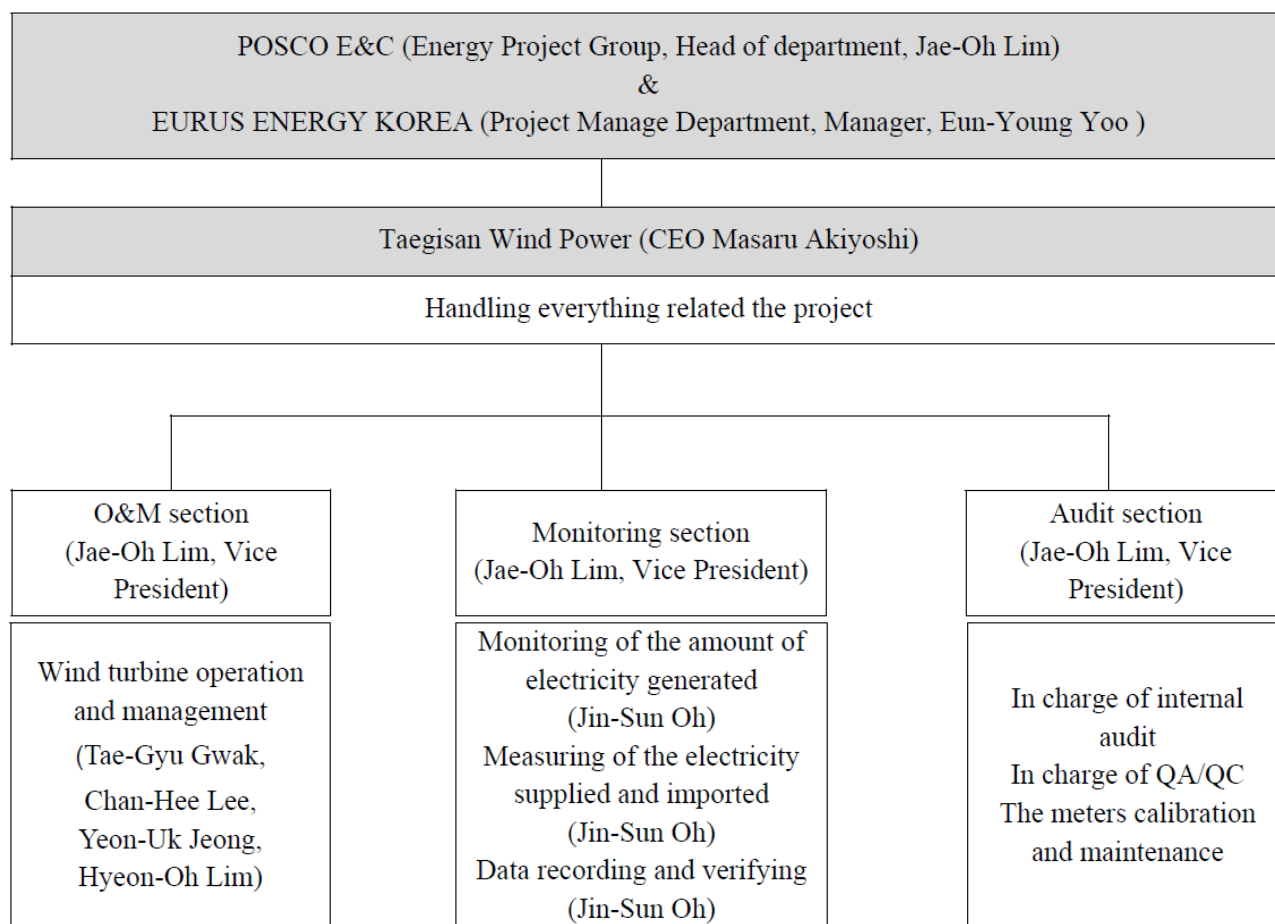 POSCO E&C (Energy Project Group, Head of department, Jae-Oh Lim)
&
EURUS ENERGY KOREA (Project Manage Department, Manager, Eun-Young Yoo )
Taegisan Wind Power (CEO Masaru Akiyoshi)
Handling everything related the project
O&M section
(Jae-Oh Lim, Vice
President)
Wind turbine operation
and management
(Tae-Gyu Gwak,
Chan-Hee Lee,
Yeon-Uk Jeong,
Hyeon-Oh Lim)
Monitoring section
(Jae-Oh Lim, Vice President)
Monitoring of the amount of
electricity generated
(Jin-Sun Oh)
Measuring of the electricity
supplied and imported
(Jin-Sun Oh)
Data recording and verifying
(Jin-Sun Oh)
Audit section
(Jae-Oh Lim, Vice
President)
In charge of internal
audit
In charge of QA/QC
The meters calibration
and maintenance